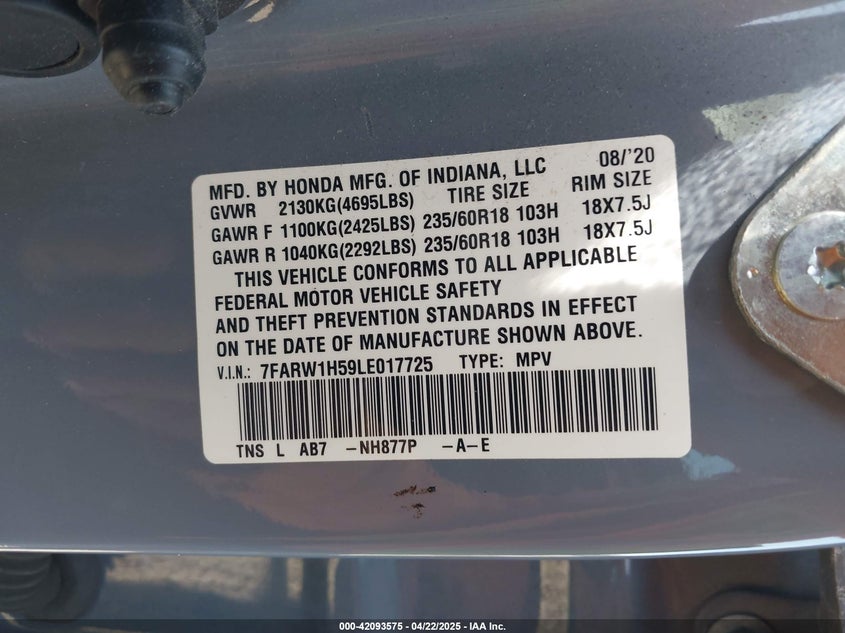 MFD. BY HONDA MFG. OF INDIANA, LLC 08/'20
GVWR 2130KG(4695LBS) TIRE SIZE RIM SIZE
GAWR F 1100KG(2425LBS) 235/60R18 103H 18X7.5J
GAWR R 1040KG(2292LBS) 235/60R18 103H 18X7.5J
THIS VEHICLE CONFORMS TO ALL APPLICABLE
FEDERAL MOTOR VEHICLE SAFETY
AND THEFT PREVENTION STANDARDS IN EFFECT
ON THE DATE OF MANUFACTURE SHOWN ABOVE.
V.I.N.: 7FARW1H59LE017725 TYPE: MPV
TNS L AB7 -NH877P -A-E
000-42093575 - 04/22/2025 - IAA Inc.